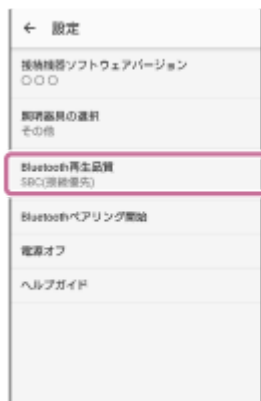 ← 設定
接続機器ソフトウェアバージョン
○○○
照明器具の選択
その他
Bluetooth再生品質
SBC(接続優先)
Bluetoothペアリング開始
電源オフ
ヘルプガイド